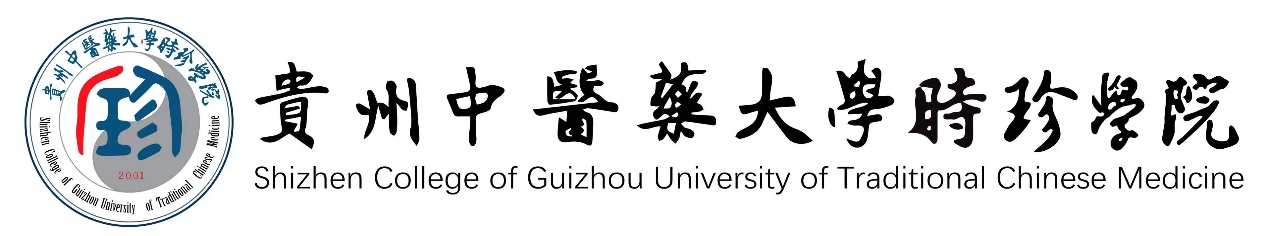 貴州中醫藥大學時珍學院
珍
2001
Shizhen College of Guizhou University of Traditional Chinese Medicine
貴州中醫藥大學時珍學院
Shizhen College of Guizhou University of Traditional Chinese Medicine